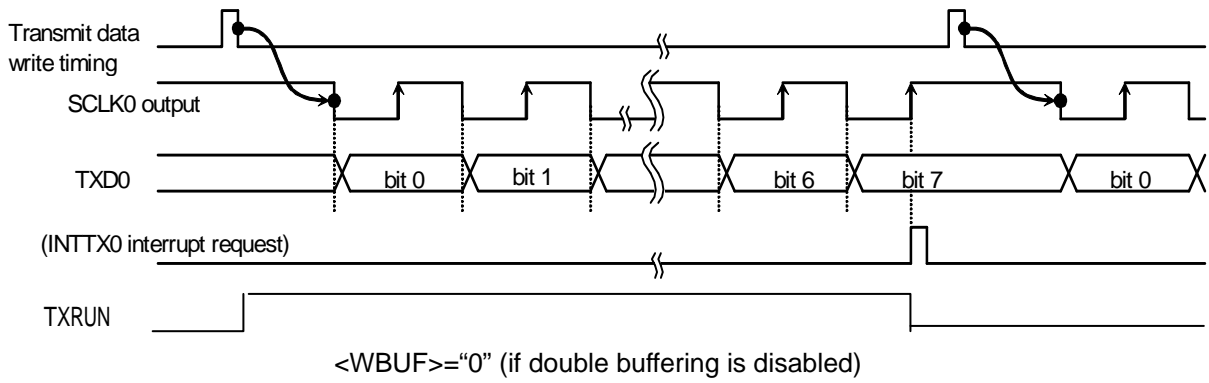 Transmit data
write timing
SCLK0 output
TXD0
bit 0
bit 1
bit 6
bit 7
bit 0
(INTTX0 interrupt request)
TXRUN
<WBUF>=“0” (if double buffering is disabled)